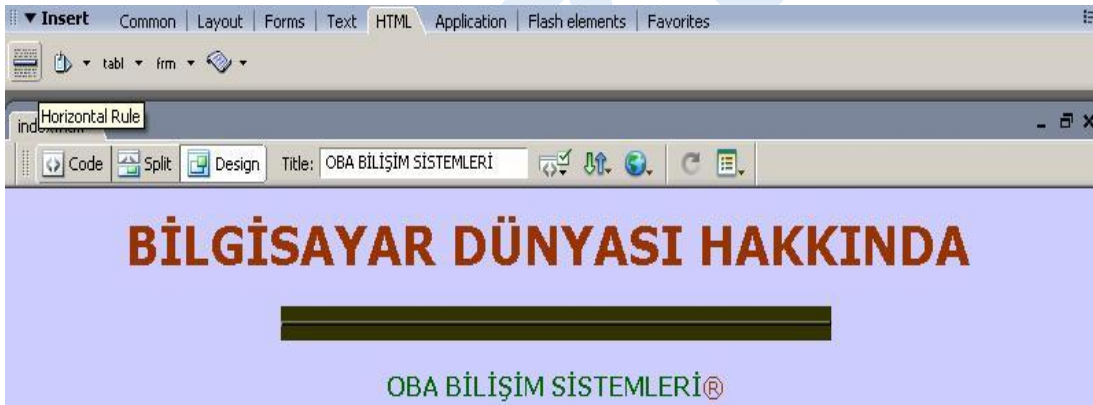 ▼ Insert Common | Layout | Forms | Text | HTML Application | Flash elements | Favorites
tabl frm
Horizontal Rule
Code Split Design Title: OBA BİLİŞİM SİSTEMLERİ
BİLGİSAYAR DÜNYASI HAKKINDA
OBA BİLİŞİM SİSTEMLERİ®